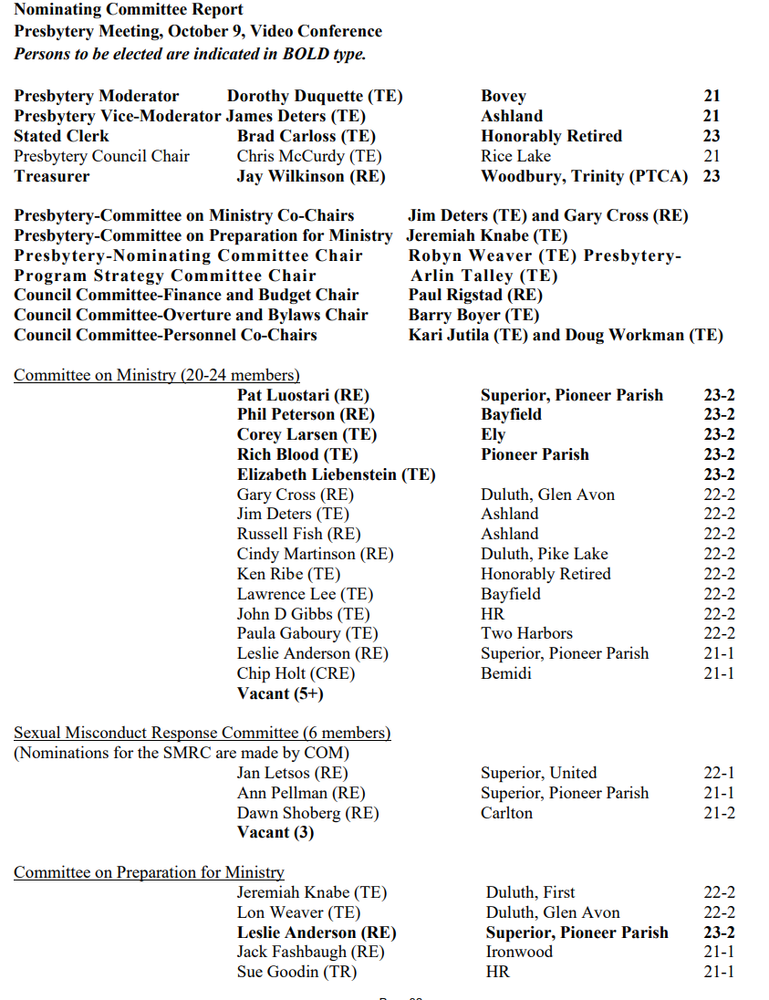 Nominating Committee Report
Presbytery Meeting, October 9, Video Conference
Persons to be elected are indicated in BOLD type.
Presbytery Moderator Dorothy Duquette (TE) Bovey 21
Presbytery Vice-Moderator James Deters (TE) Ashland 21
Stated Clerk Brad Carloss (TE) Honorably Retired 23
Presbytery Council Chair Chris McCurdy (TE) Rice Lake 21
Treasurer Jay Wilkinson (RE) Woodbury, Trinity (PTCA) 23
Presbytery-Committee on Ministry Co-Chairs Jim Deters (TE) and Gary Cross (RE)
Presbytery-Committee on Preparation for Ministry Jeremiah Knabe (TE)
Presbytery-Nominating Committee Chair Robyn Weaver (TE) Presbytery-
Program Strategy Committee Chair Arlin Talley (TE)
Council Committee-Finance and Budget Chair Paul Rigstad (RE)
Council Committee-Overture and Bylaws Chair Barry Boyer (TE)
Council Committee-Personnel Co-Chairs Kari Jutila (TE) and Doug Workman (TE)
Committee on Ministry (20-24 members)
Pat Luostari (RE) Superior, Pioneer Parish 23-2
Phil Peterson (RE) Bayfield 23-2
Corey Larsen (TE) Ely 23-2
Rich Blood (TE) Pioneer Parish 23-2
Elizabeth Liebenstein (TE) 23-2
Gary Cross (RE) Duluth, Glen Avon 22-2
Jim Deters (TE) Ashland 22-2
Russell Fish (RE) Ashland 22-2
Cindy Martinson (RE) Duluth, Pike Lake 22-2
Ken Ribe (TE) Honorably Retired 22-2
Lawrence Lee (TE) Bayfield 22-2
John D Gibbs (TE) HR 22-2
Paula Gaboury (TE) Two Harbors 22-2
Leslie Anderson (RE) Superior, Pioneer Parish 21-1
Chip Holt (CRE) Bemidi 21-1
Vacant (5+)
Sexual Misconduct Response Committee (6 members)
(Nominations for the SMRC are made by COM)
Jan Letsos (RE) Superior, United 22-1
Ann Pellman (RE) Superior, Pioneer Parish 21-1
Dawn Shoberg (RE) Carlton 21-2
Vacant (3)
Committee on Preparation for Ministry
Jeremiah Knabe (TE) Duluth, First 22-2
Lon Weaver (TE) Duluth, Glen Avon 22-2
Leslie Anderson (RE) Superior, Pioneer Parish 23-2
Jack Fashbaugh (RE) Ironwood 21-1
Sue Goodin (TR) HR 21-1